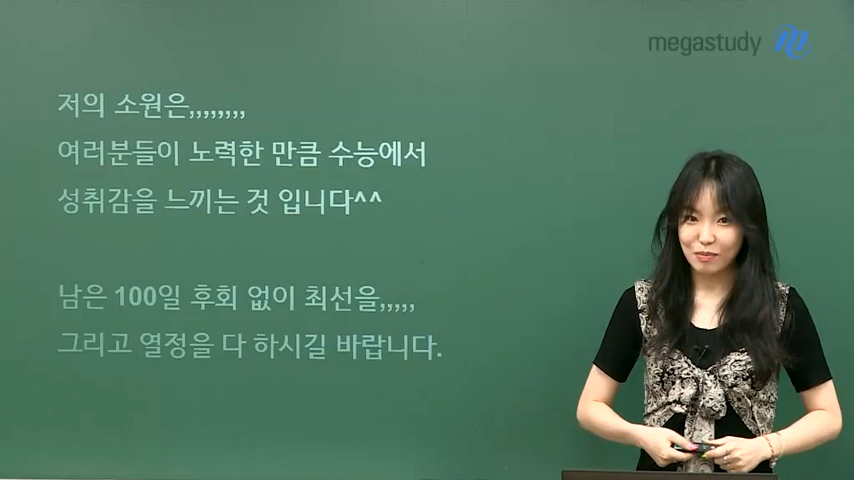 megastudy
저의 소원은,,,,,,,,
여러분들이 노력한 만큼 수능에서
성취감을 느끼는 것 입니다^^
남은 100일 후회 없이 최선을,,,,,
그리고 열정을 다 하시길 바랍니다.